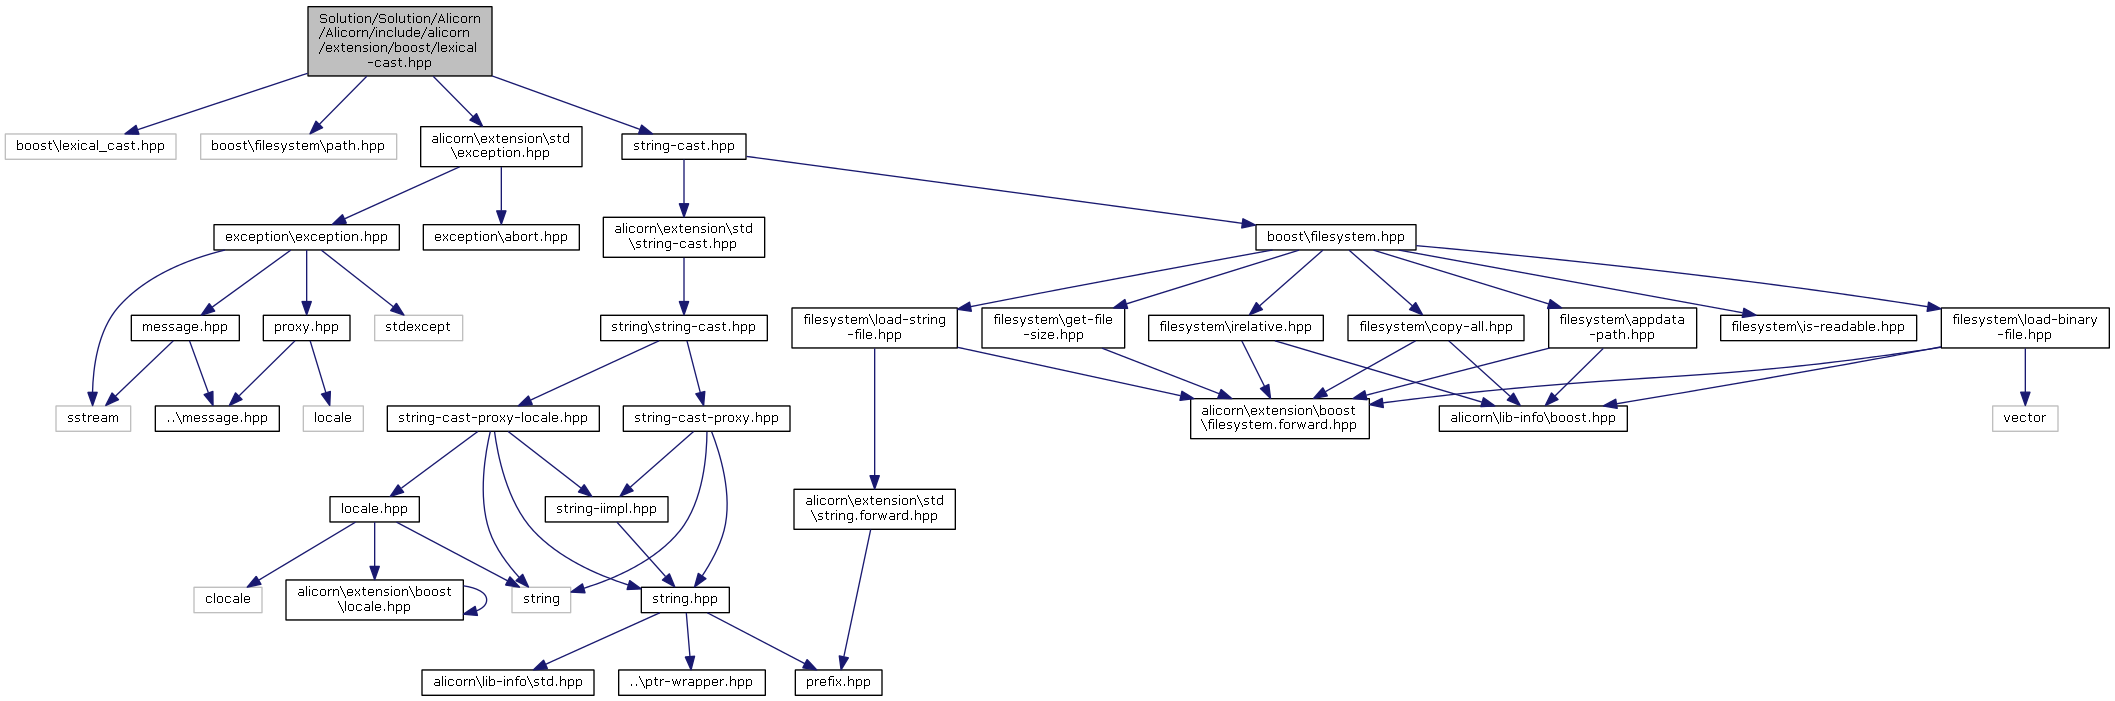 Solution/Solution/Alicorn
/Alicorn/include/alicorn
/extension/boost/lexical
-cast.hpp
boost\lexical_cast.hpp
boost\filesystem\path.hpp
alicorn\extension\std
\exception.hpp
string-cast.hpp
exception\exception.hpp
exception\abort.hpp
alicorn\extension\std
\string-cast.hpp
boost\filesystem.hpp
message.hpp
proxy.hpp
stdexcept
string\string-cast.hpp
filesystem\load-string
-file.hpp
filesystem\get-file
-size.hpp
filesystem\irelative.hpp
filesystem\copy-all.hpp
filesystem\appdata
-path.hpp
filesystem\is-readable.hpp
filesystem\load-binary
-file.hpp
sstream
..\message.hpp
locale
string-cast-proxy-locale.hpp
string-cast-proxy.hpp
alicorn\extension\boost
\filesystem.forward.hpp
alicorn\lib-info\boost.hpp
vector
locale.hpp
string-iimpl.hpp
alicorn\extension\std
\string.forward.hpp
clocale
alicorn\extension\boost
\locale.hpp
string
string.hpp
alicorn\lib-info\std.hpp
..\ptr-wrapper.hpp
prefix.hpp